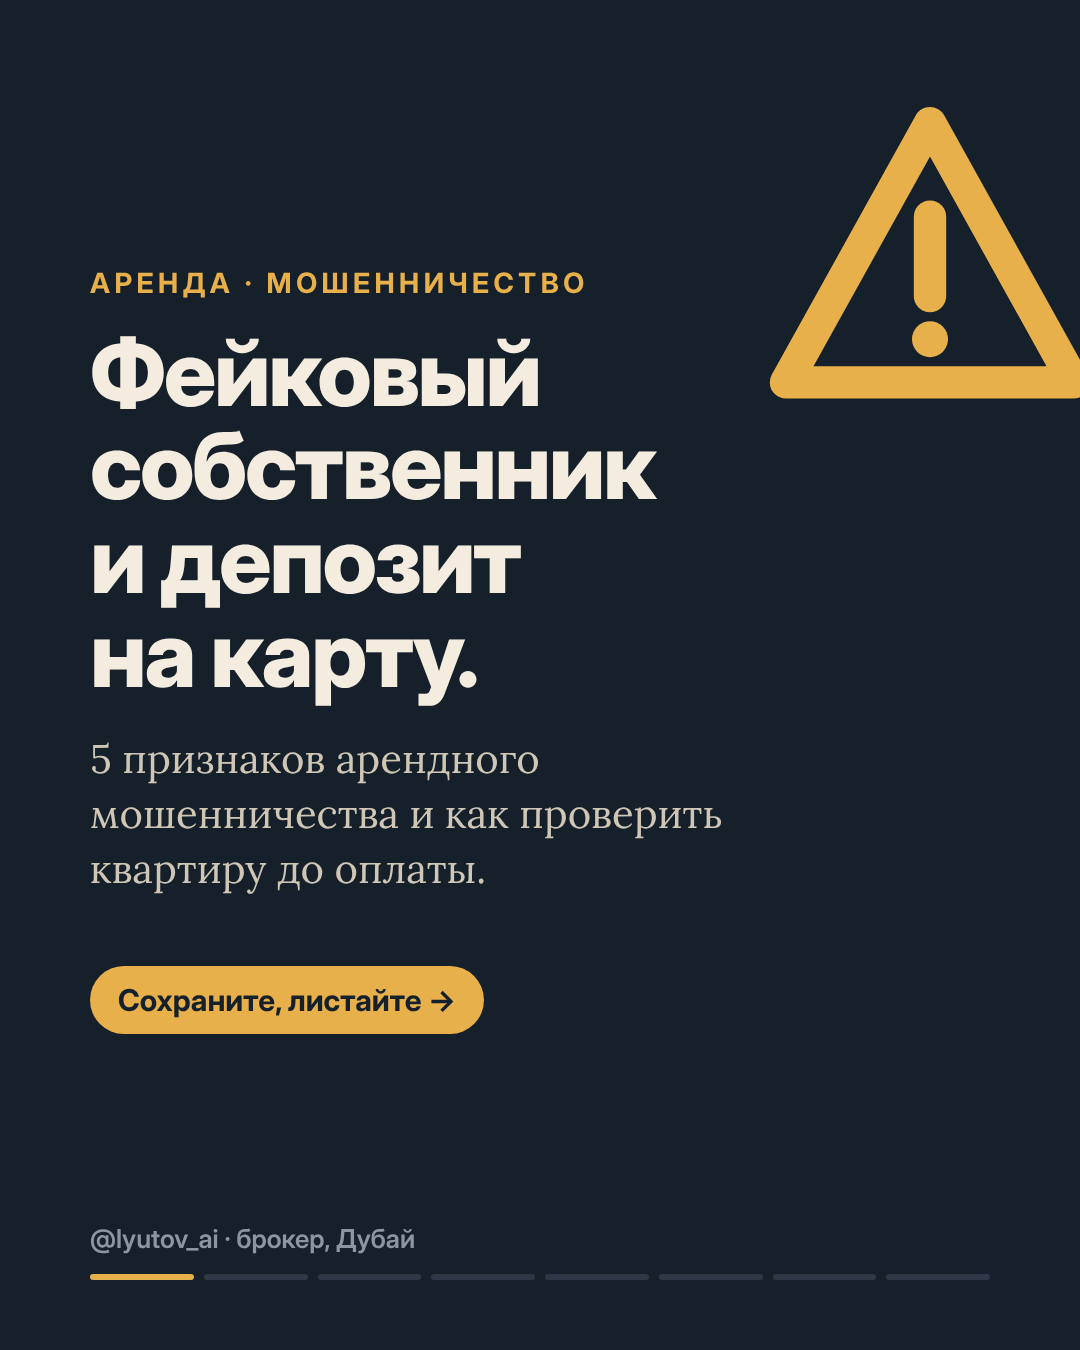 АРЕНДА · МОШЕННИЧЕСТВО
Фейковый
собственник
и депозит
на карту.
5 признаков арендного
мошенничества и как проверить
квартиру до оплаты.
Сохраните, листайте →
@lyutov_ai · брокер, Дубай